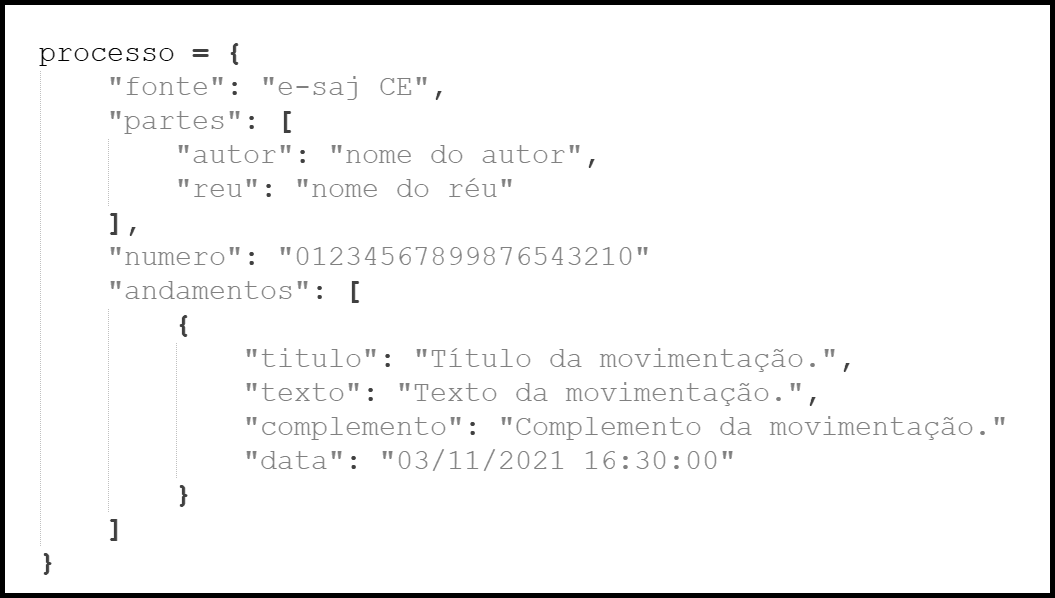 processo = {
    "fonte": "e-saj CE",
    "partes": [
        "autor": "nome do autor",
        "reu": "nome do réu"
    ],
    "numero": "01234567899876543210"
    "andamentos": [
        {
            "titulo": "Título da movimentação.",
            "texto": "Texto da movimentação.",
            "complemento": "Complemento da movimentação."
            "data": "03/11/2021 16:30:00"
        }
    ]
}